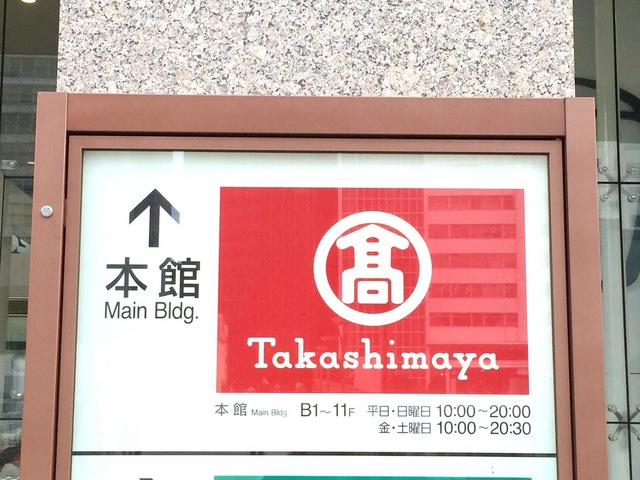 本館
Main Bldg.
髙
Takashimaya
本館 Main Bldg. B1～11F 平日・日曜日 10:00～20:00
金・土曜日 10:00～20:30